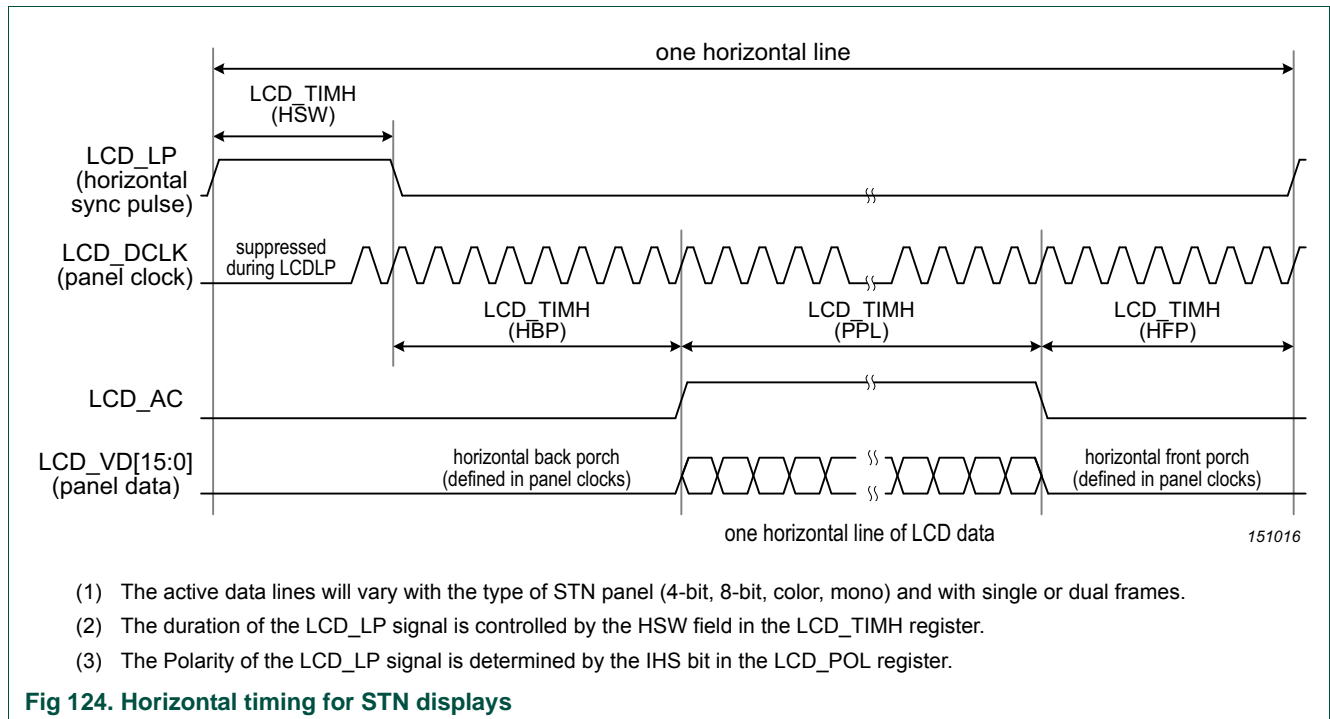 one horizontal line
LCD_TIMH
(HSW)
LCD_LP
(horizontal
sync pulse)
LCD_DCLK
(panel clock)
suppressed
during LCDLP
LCD_TIMH
(HBP)
LCD_TIMH
(PPL)
LCD_TIMH
(HFP)
LCD_AC
LCD_VD[15:0]
(panel data)
horizontal back porch
(defined in panel clocks)
horizontal front porch
(defined in panel clocks)
one horizontal line of LCD data
151016
(1) The active data lines will vary with the type of STN panel (4-bit, 8-bit, color, mono) and with single or dual frames.
(2) The duration of the LCD_LP signal is controlled by the HSW field in the LCD_TIMH register.
(3) The Polarity of the LCD_LP signal is determined by the IHS bit in the LCD_POL register.
Fig 124. Horizontal timing for STN displays